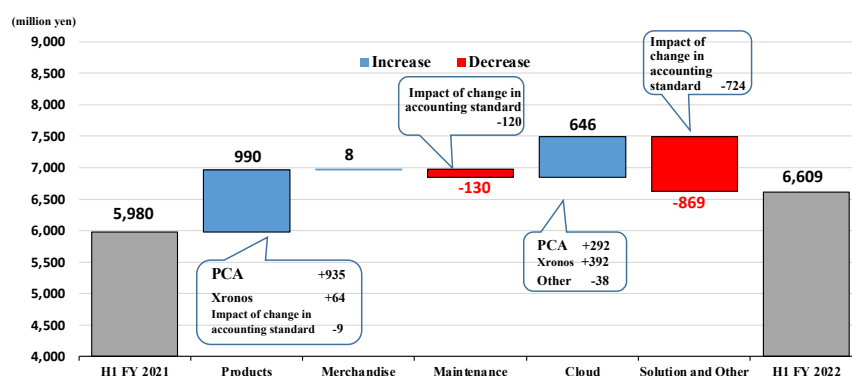 (million yen)
9,000
8,500
8,000
7,500
7,000
6,500
6,000
5,500
5,000
4,500
4,000
Increase
Decrease
5,980
990
8
-130
646
-869
6,609
PCA +935
Xronos +64
Impact of change in
accounting standard -9
Impact of change in
accounting standard
-120
PCA +292
Xronos +392
Other -38
Impact of
change in
accounting
standard -724
H1 FY 2021
Products
Merchandise
Maintenance
Cloud
Solution and Other
H1 FY 2022